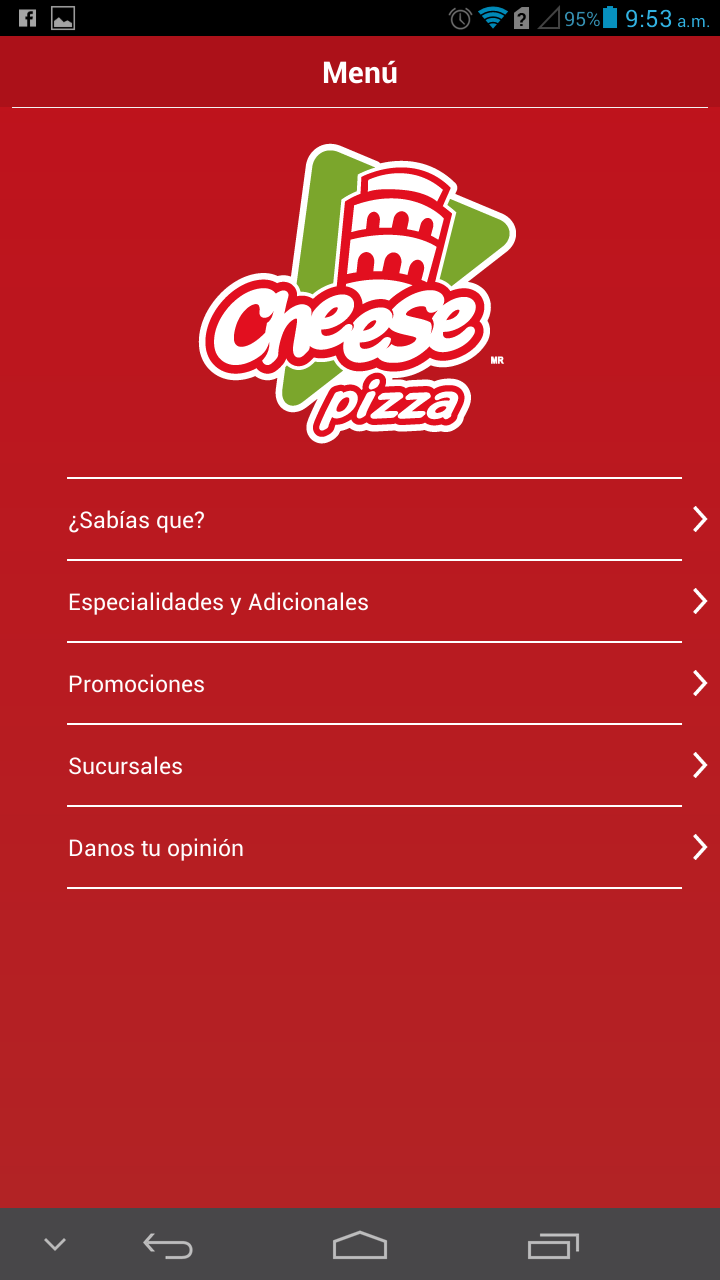 95% 9:53 a.m.
Menú
Cheese
MR
pizza
¿Sabías que?
Especialidades y Adicionales
Promociones
Sucursales
Danos tu opinión